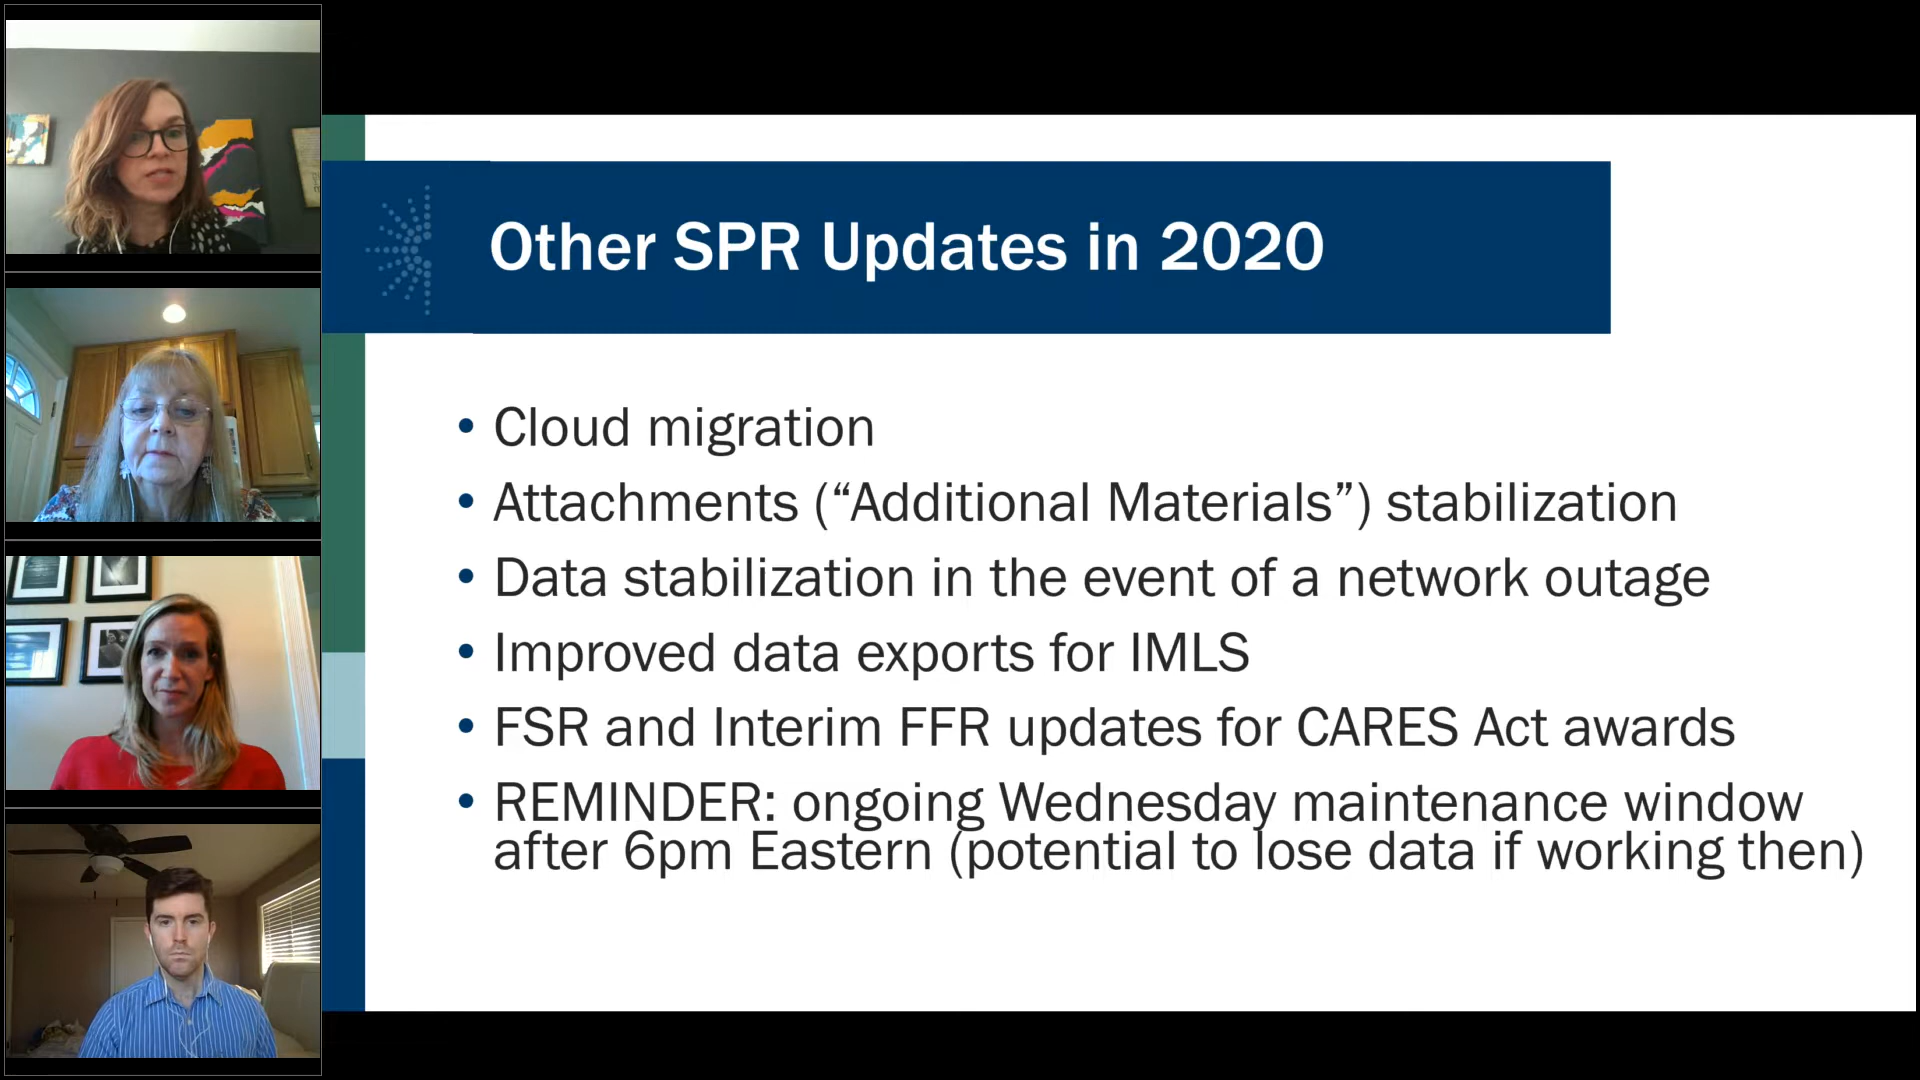 Other SPR Updates in 2020
• Cloud migration
• Attachments (“Additional Materials”) stabilization
• Data stabilization in the event of a network outage
• Improved data exports for IMLS
• FSR and Interim FFR updates for CARES Act awards
• REMINDER: ongoing Wednesday maintenance window
after 6pm Eastern (potential to lose data if working then)